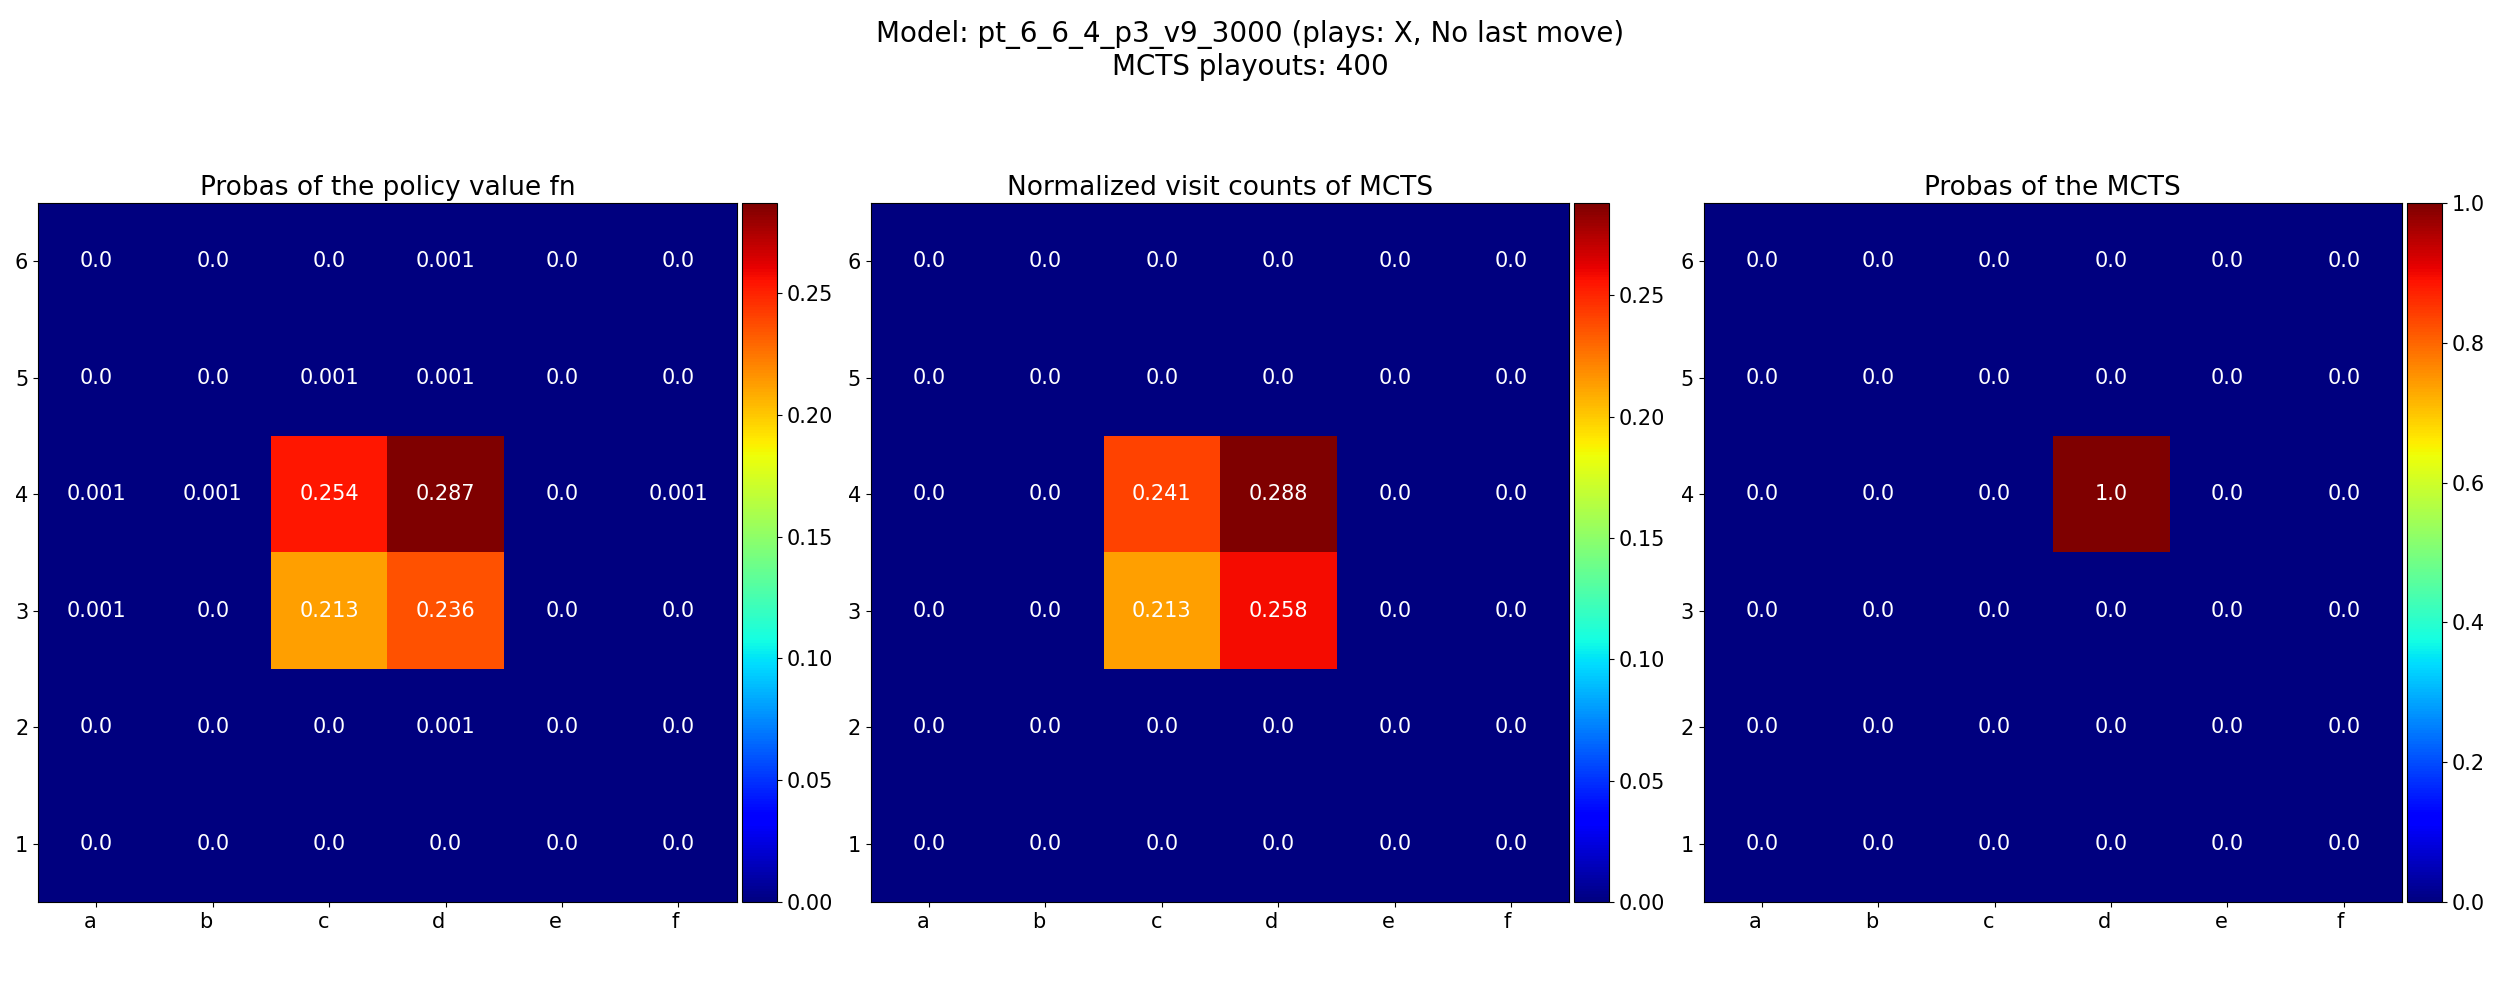 Model: pt_6_6_4_p3_v9_3000 (plays: X, No last move)
MCTS playouts: 400
Probas of the policy value fn
6 0.0 0.0 0.0 0.001 0.0 0.0
5 0.0 0.0 0.001 0.001 0.0 0.0
4 0.001 0.001 0.254 0.287 0.0 0.001
3 0.001 0.0 0.213 0.236 0.0 0.0
2 0.0 0.0 0.0 0.001 0.0 0.0
1 0.0 0.0 0.0 0.0 0.0 0.0
a b c d e f
0.25
0.20
0.15
0.10
0.05
0.00
Normalized visit counts of MCTS
6 0.0 0.0 0.0 0.0 0.0 0.0
5 0.0 0.0 0.0 0.0 0.0 0.0
4 0.0 0.0 0.241 0.288 0.0 0.0
3 0.0 0.0 0.213 0.258 0.0 0.0
2 0.0 0.0 0.0 0.0 0.0 0.0
1 0.0 0.0 0.0 0.0 0.0 0.0
a b c d e f
0.25
0.20
0.15
0.10
0.05
0.00
Probas of the MCTS
6 0.0 0.0 0.0 0.0 0.0 0.0
5 0.0 0.0 0.0 0.0 0.0 0.0
4 0.0 0.0 0.0 1.0 0.0 0.0
3 0.0 0.0 0.0 0.0 0.0 0.0
2 0.0 0.0 0.0 0.0 0.0 0.0
1 0.0 0.0 0.0 0.0 0.0 0.0
a b c d e f
1.0
0.8
0.6
0.4
0.2
0.0